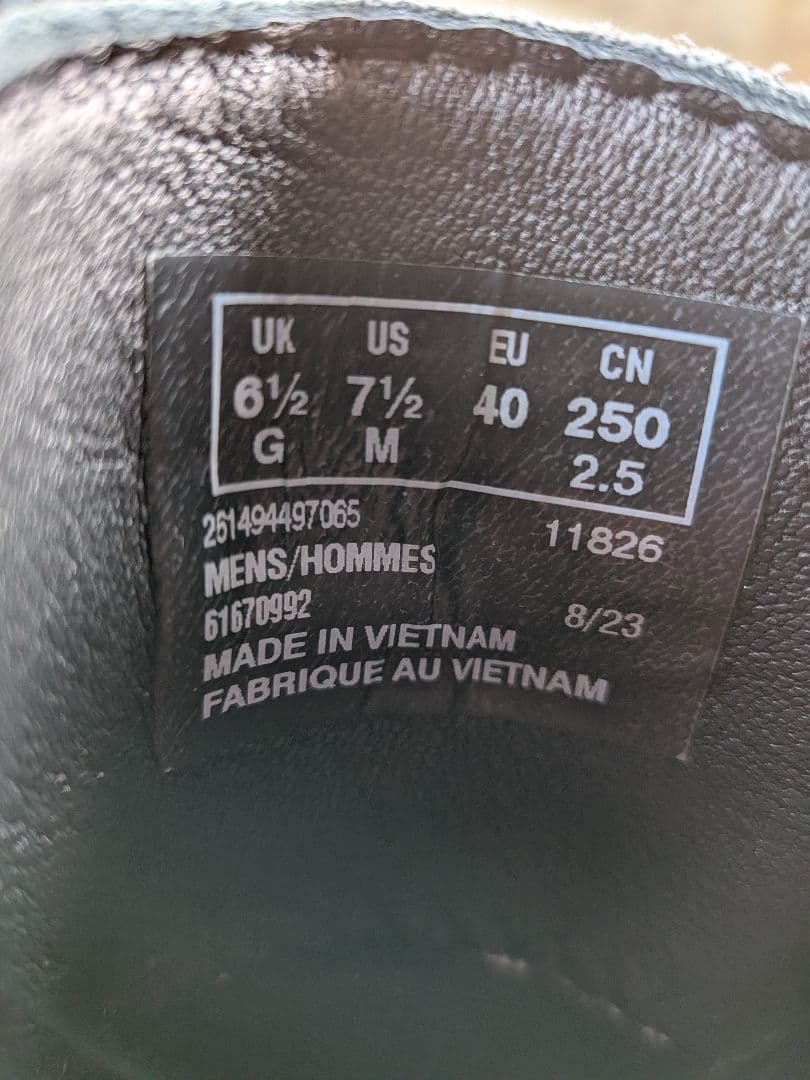 UK US EU CN
6½ 7½ 40 250
G M 2.5
261494497065 11826
MENS/HOMMES
61670992 8/23
MADE IN VIETNAM
FABRIQUE AU VIETNAM